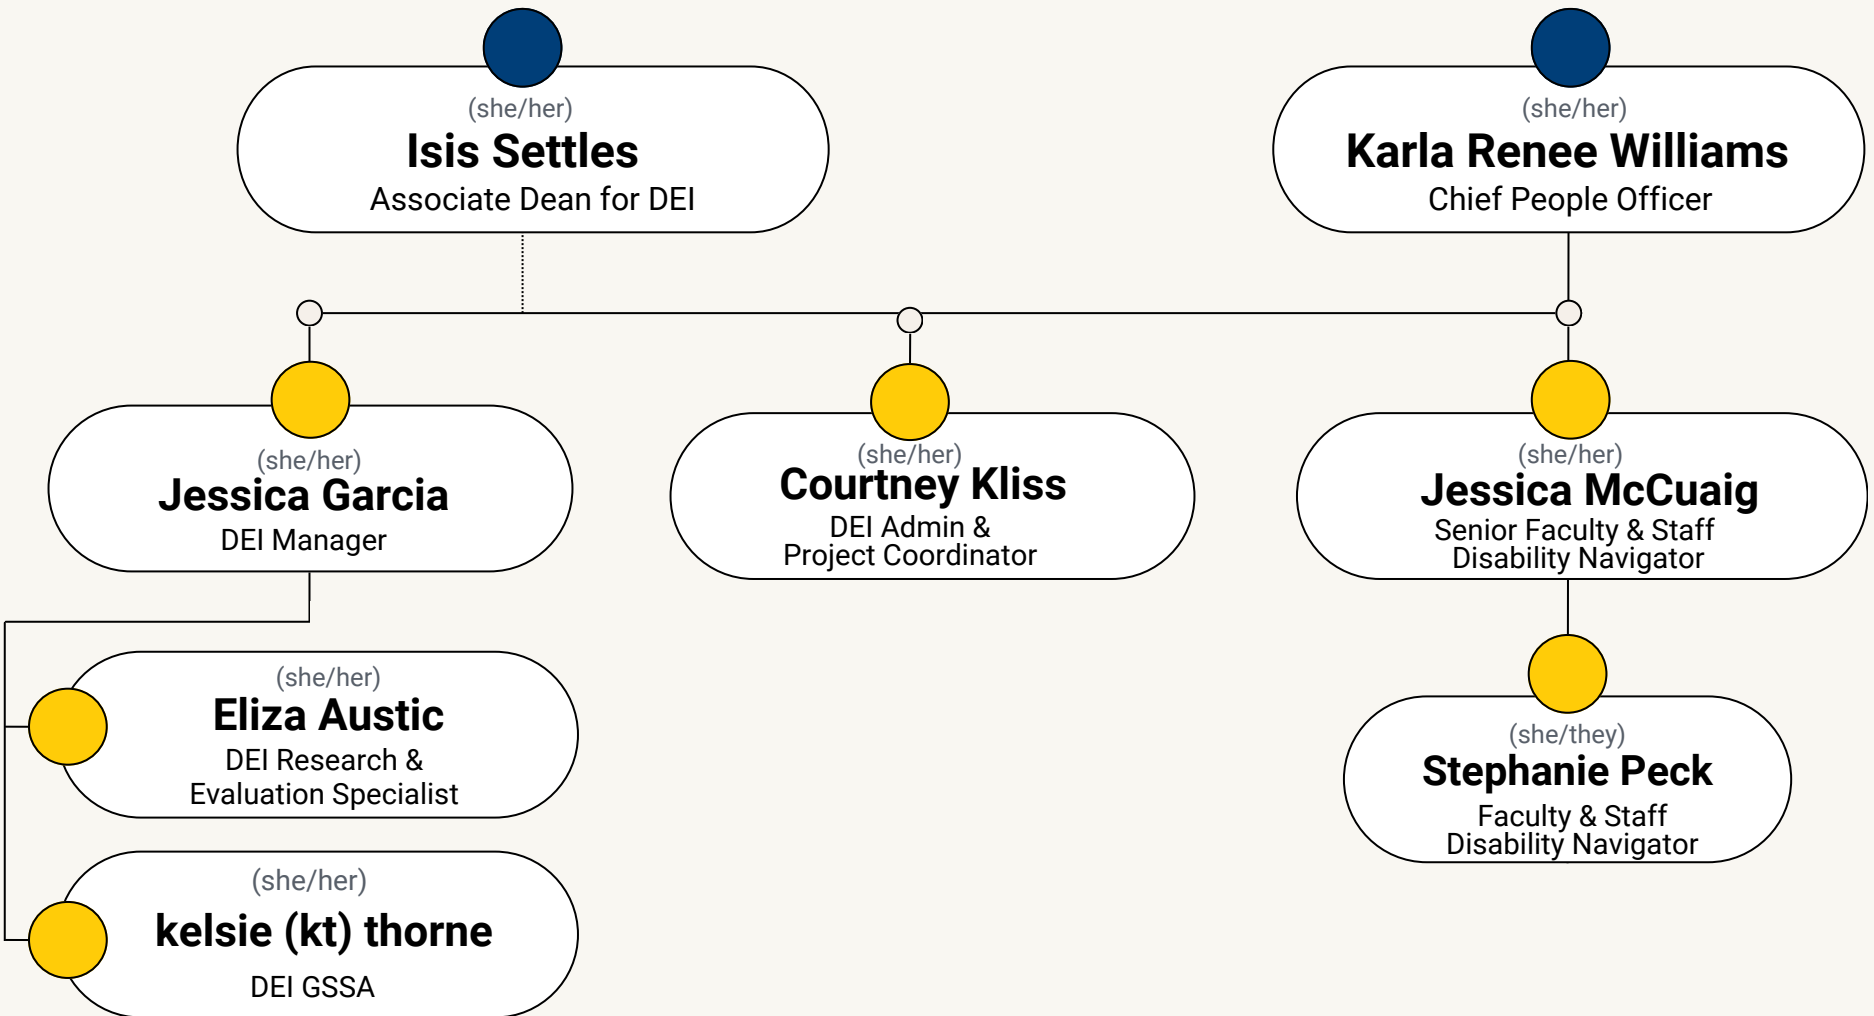 (she/her)
Isis Settles
Associate Dean for DEI
(she/her)
Karla Renee Williams
Chief People Officer
(she/her)
Jessica Garcia
DEI Manager
(she/her)
Courtney Kliss
DEI Admin &
Project Coordinator
(she/her)
Jessica McCuaig
Senior Faculty & Staff
Disability Navigator
(she/her)
Eliza Austic
DEI Research &
Evaluation Specialist
(she/they)
Stephanie Peck
Faculty & Staff
Disability Navigator
(she/her)
kelsie (kt) thorne
DEI GSSA